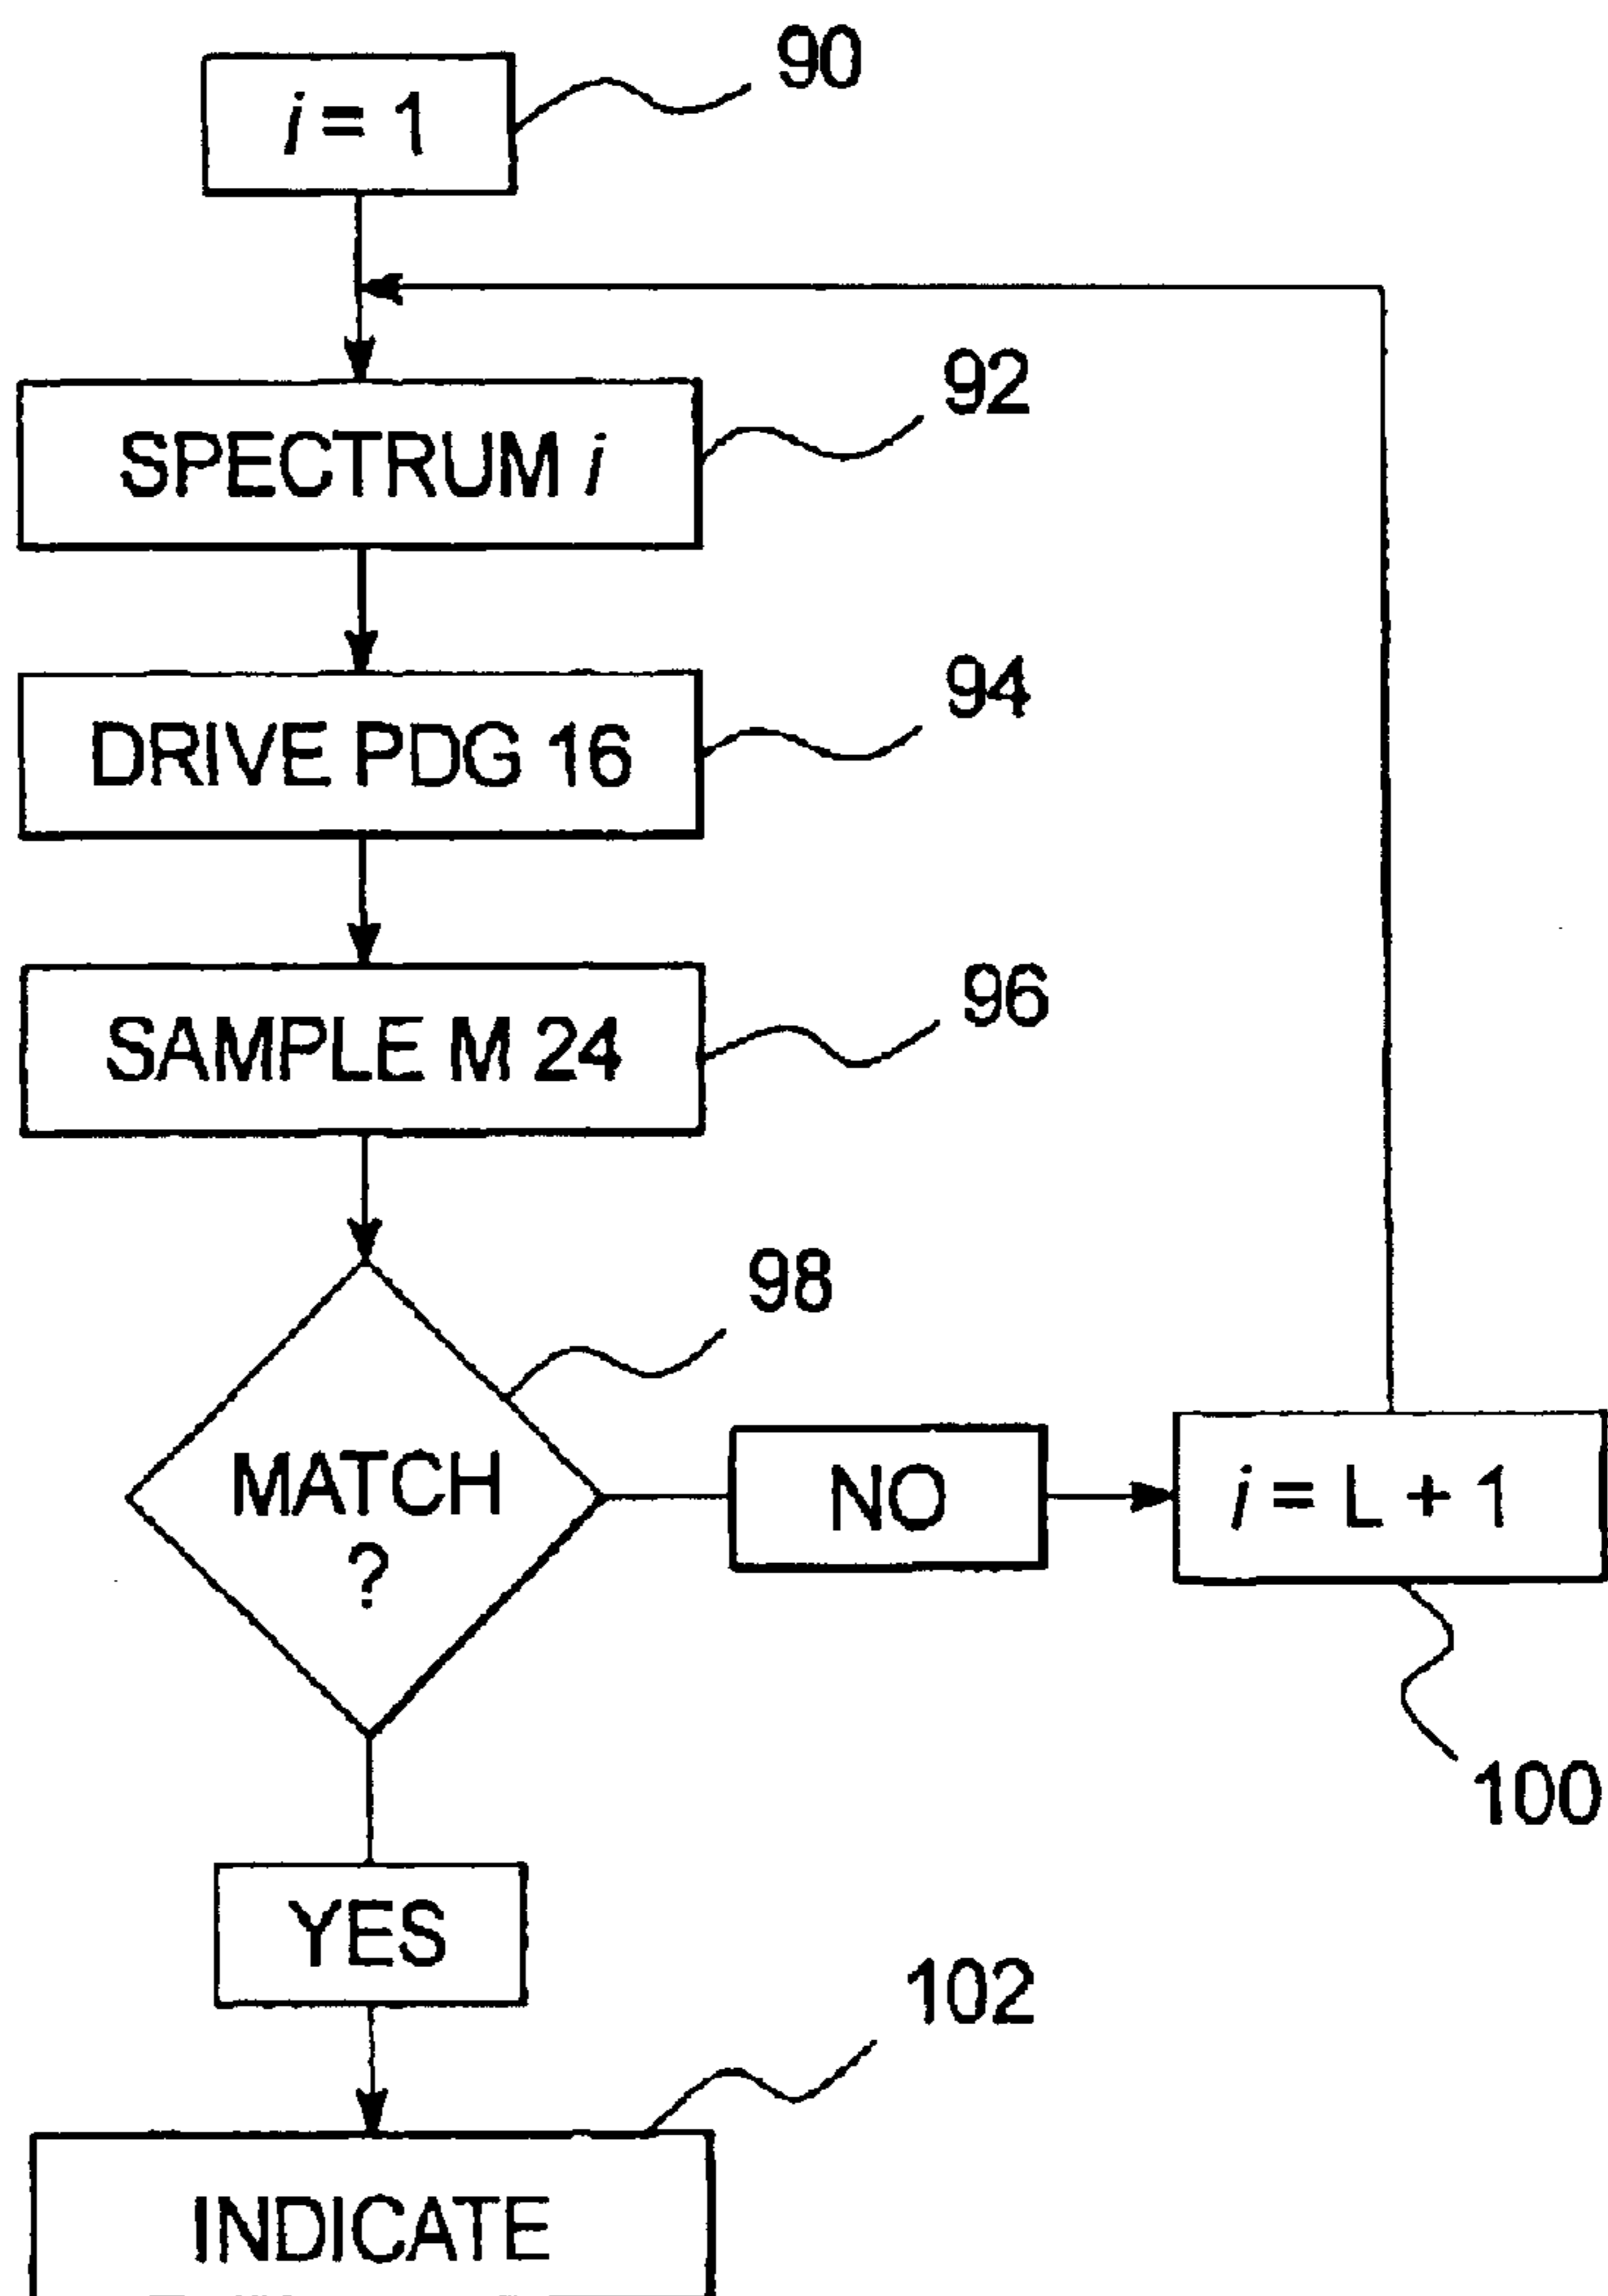 i = 1
90
SPECTRUM i
92
DRIVE PDG 16
94
SAMPLE M 24
96
MATCH
?
98
NO
i = L + 1
100
YES
102
INDICATE